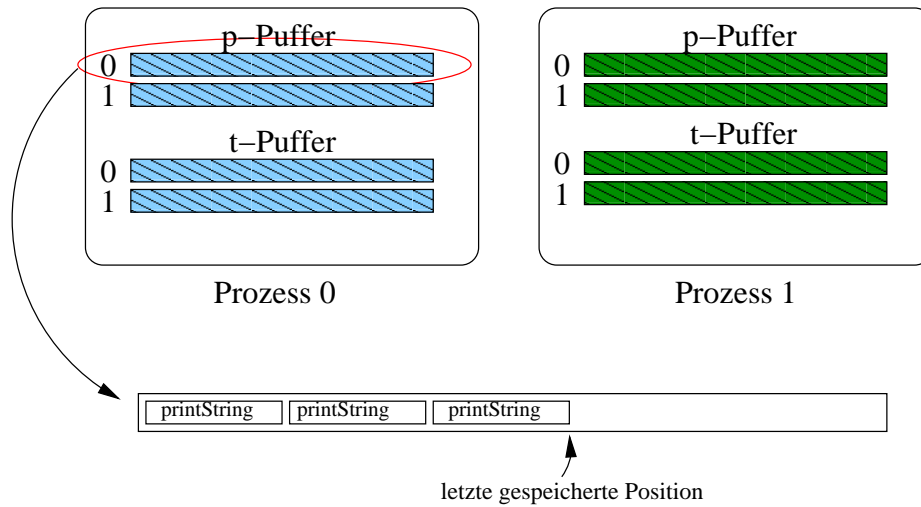 p–Puffer
0
1
t–Puffer
0
1
Prozess 0
p–Puffer
0
1
t–Puffer
0
1
Prozess 1
printString printString printString
letzte gespeicherte Position